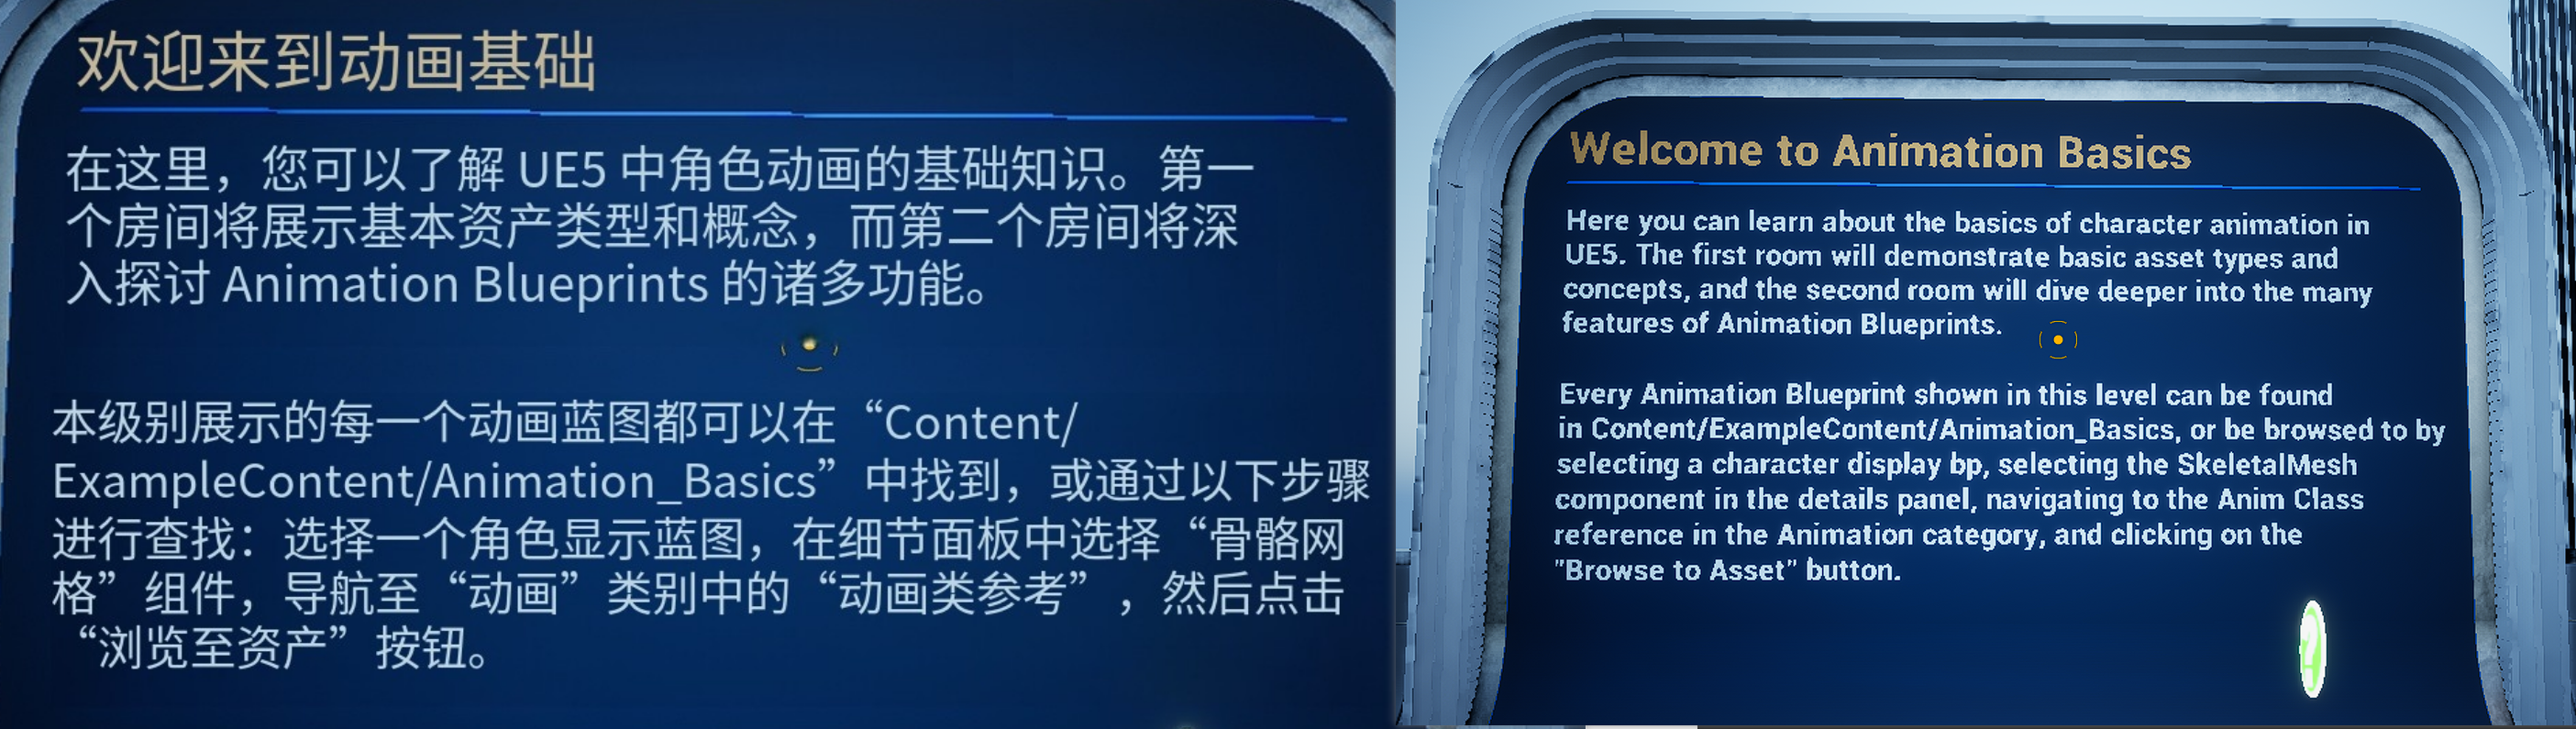 欢迎来到动画基础
在这里，您可以了解 UE5 中角色动画的基础知识。第一
个房间将展示基本资产类型和概念，而第二个房间将深
入探讨 Animation Blueprints 的诸多功能。
本级别展示的每一个动画蓝图都可以在“Content/
ExampleContent/Animation_Basics”中找到，或通过以下步骤
进行查找：选择一个角色显示蓝图，在细节面板中选择“骨骼网
格”组件，导航至“动画”类别中的“动画类参考”，然后点击
“浏览至资产”按钮。
Welcome to Animation Basics
Here you can learn about the basics of character animation in
UE5. The first room will demonstrate basic asset types and
concepts, and the second room will dive deeper into the many
features of Animation Blueprints.
Every Animation Blueprint shown in this level can be found
in Content/ExampleContent/Animation_Basics, or be browsed to by
selecting a character display bp, selecting the SkeletalMesh
component in the details panel, navigating to the Anim Class
reference in the Animation category, and clicking on the
"Browse to Asset" button.
?